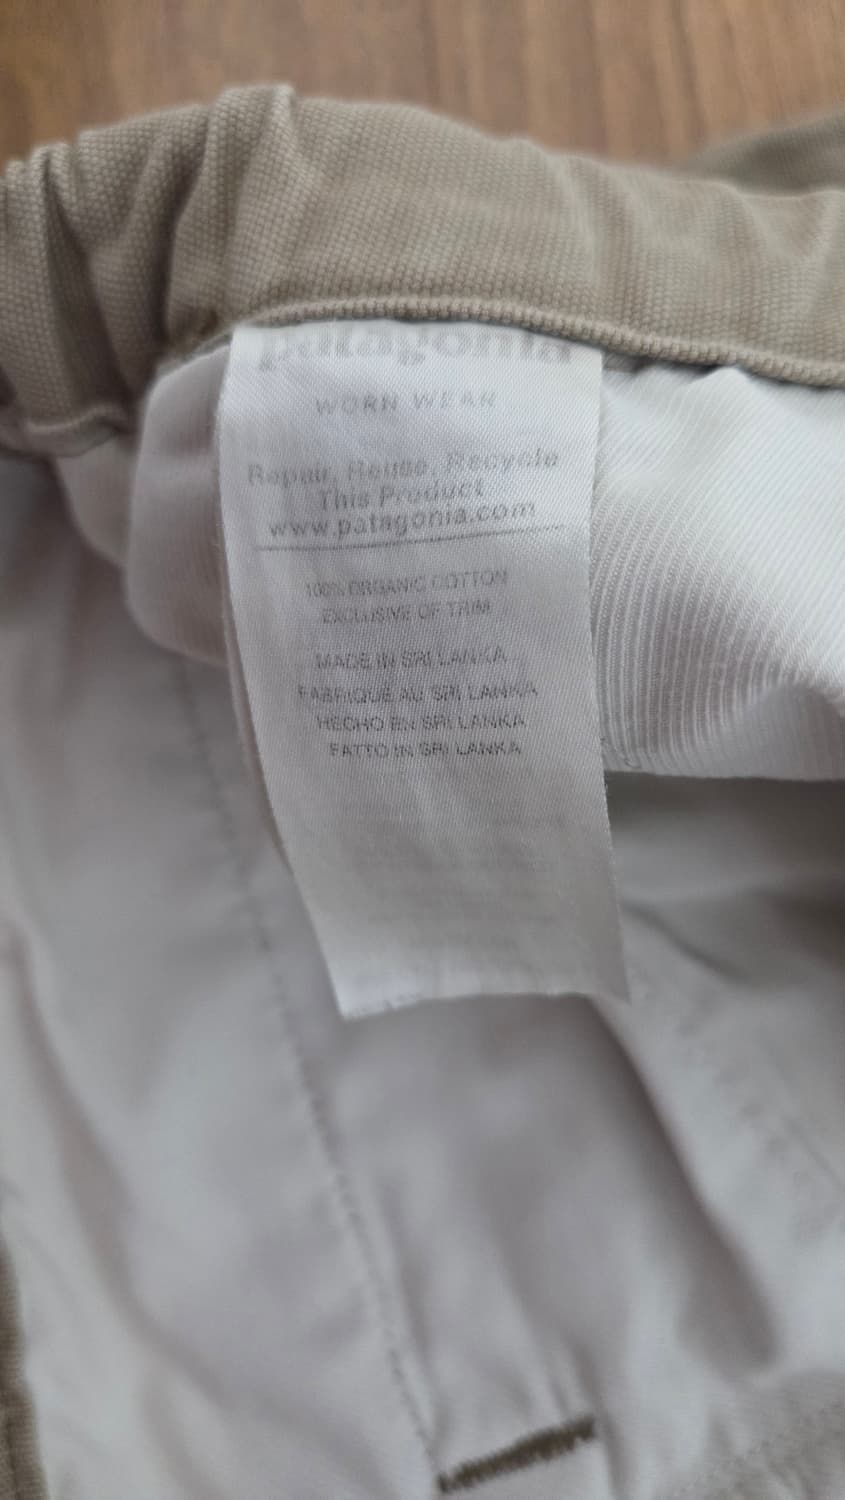 patagonia
WORN WEAR
Repair, Reuse, Recycle
This Product
www.patagonia.com
100% ORGANIC COTTON
EXCLUSIVE OF TRIM
MADE IN SRI LANKA
FABRIQUÉ AU SRI LANKA
HECHO EN SRI LANKA
FATTO IN SRI LANKA